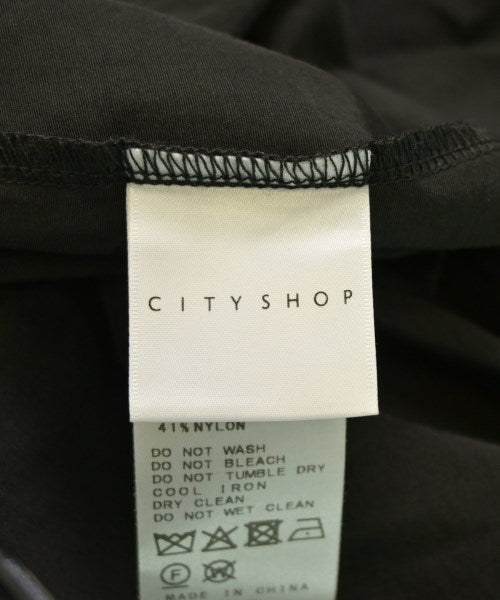 CITYSHOP
41% NYLON
DO NOT WASH
DO NOT BLEACH
DO NOT TUMBLE DRY
COOL IRON
DRY CLEAN
DO NOT WET CLEAN
F W
MADE IN CHINA